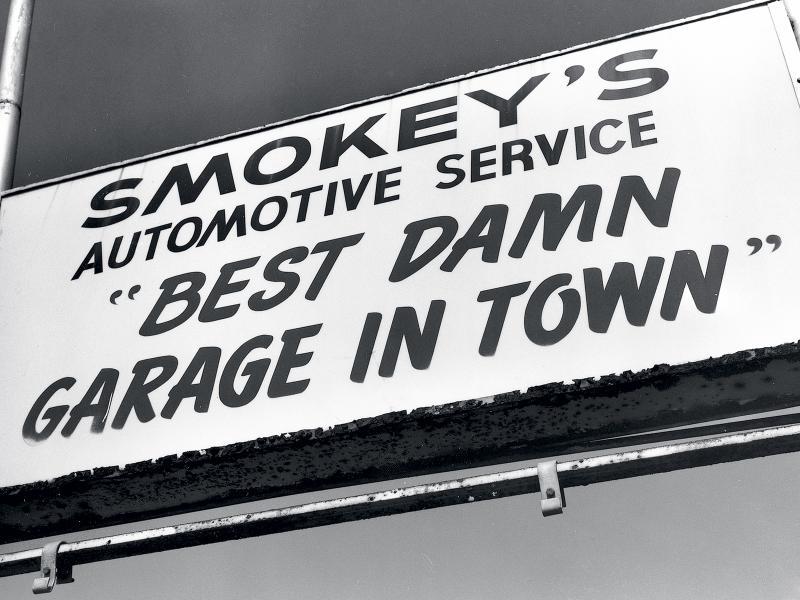 SMOKEY'S
AUTOMOTIVE SERVICE
“BEST DAMN
GARAGE IN TOWN”